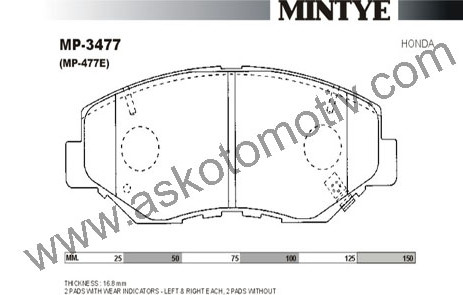 MINTYE
MP-3477
(MP-477E)
HONDA
www.askotomotiv.com
MM. 25 50 75 100 125 150
THICKNESS : 16.8 mm
2 PADS WITH WEAR INDICATORS - LEFT & RIGHT EACH, 2 PADS WITHOUT